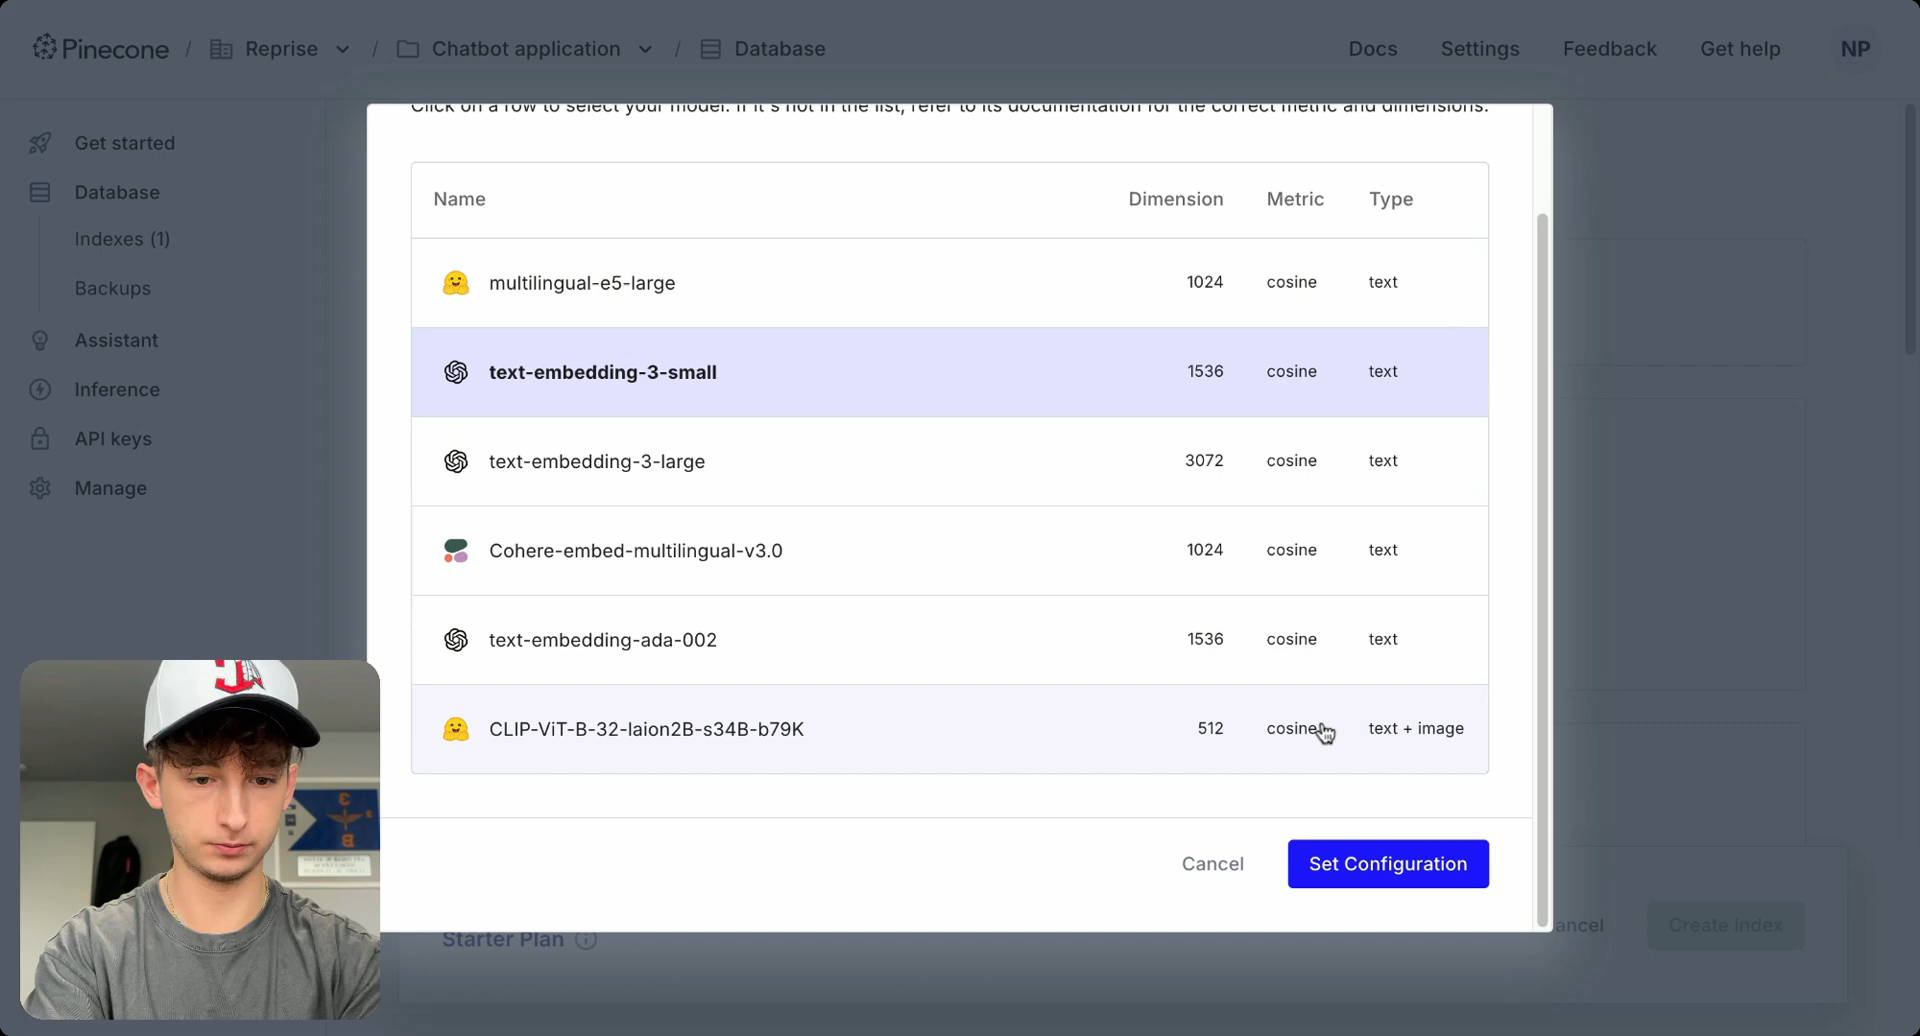 Pinecone / Reprise / Chatbot application / Database Docs Settings Feedback Get help NP
Get started
Database
Indexes (1)
Backups
Assistant
Inference
API keys
Manage
Click on a row to select your model. If it's not in the list, refer to its documentation for the correct metric and dimensions.
Name Dimension Metric Type
multilingual-e5-large 1024 cosine text
text-embedding-3-small 1536 cosine text
text-embedding-3-large 3072 cosine text
Cohere-embed-multilingual-v3.0 1024 cosine text
text-embedding-ada-002 1536 cosine text
CLIP-ViT-B-32-laion2B-s34B-b79K 512 cosine text + image
Cancel Set Configuration
Starter Plan ancel Create index